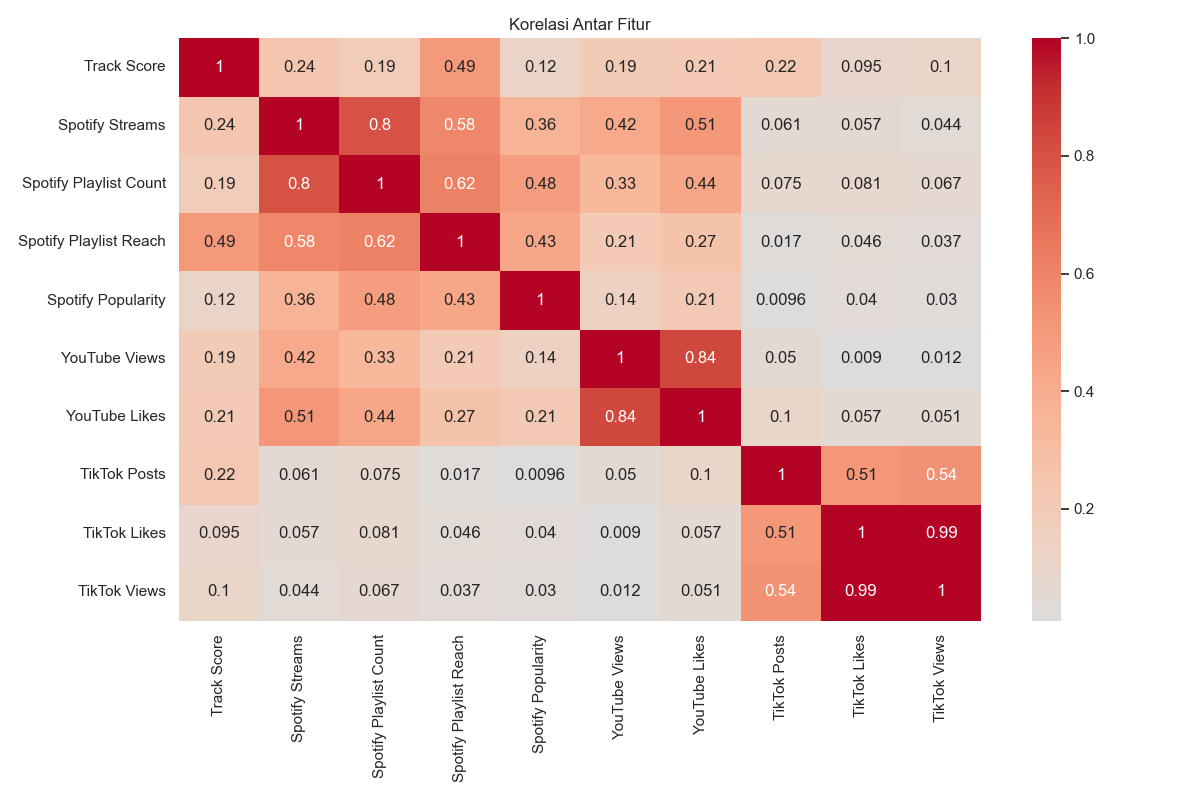 Korelasi Antar Fitur
Track Score 1 0.24 0.19 0.49 0.12 0.19 0.21 0.22 0.095 0.1
Spotify Streams 0.24 1 0.8 0.58 0.36 0.42 0.51 0.061 0.057 0.044
Spotify Playlist Count 0.19 0.8 1 0.62 0.48 0.33 0.44 0.075 0.081 0.067
Spotify Playlist Reach 0.49 0.58 0.62 1 0.43 0.21 0.27 0.017 0.046 0.037
Spotify Popularity 0.12 0.36 0.48 0.43 1 0.14 0.21 0.0096 0.04 0.03
YouTube Views 0.19 0.42 0.33 0.21 0.14 1 0.84 0.05 0.009 0.012
YouTube Likes 0.21 0.51 0.44 0.27 0.21 0.84 1 0.1 0.057 0.051
TikTok Posts 0.22 0.061 0.075 0.017 0.0096 0.05 0.1 1 0.51 0.54
TikTok Likes 0.095 0.057 0.081 0.046 0.04 0.009 0.057 0.51 1 0.99
TikTok Views 0.1 0.044 0.067 0.037 0.03 0.012 0.051 0.54 0.99 1
Track Score
Spotify Streams
Spotify Playlist Count
Spotify Playlist Reach
Spotify Popularity
YouTube Views
YouTube Likes
TikTok Posts
TikTok Likes
TikTok Views
1.0
0.8
0.6
0.4
0.2